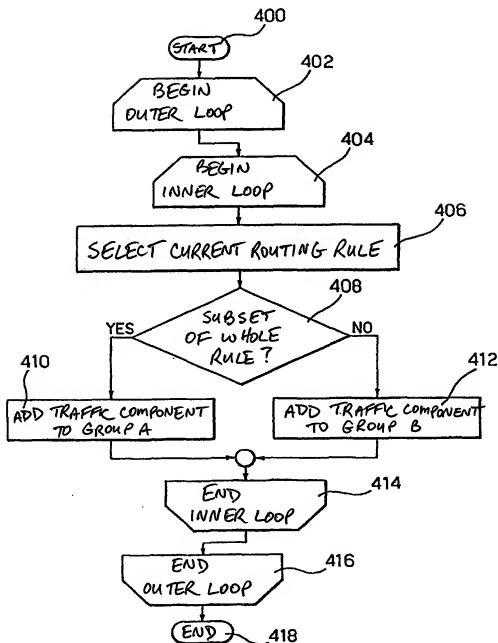 400
START
402
BEGIN
OUTER LOOP
404
BEGIN
INNER LOOP
406
SELECT CURRENT ROUTING RULE
408
SUBSET
OF WHOLE
RULE?
YES
NO
410
ADD TRAFFIC COMPONENT
TO GROUP A
412
ADD TRAFFIC COMPONENT
TO GROUP B
END
INNER LOOP
414
END
OUTER LOOP
416
END
418